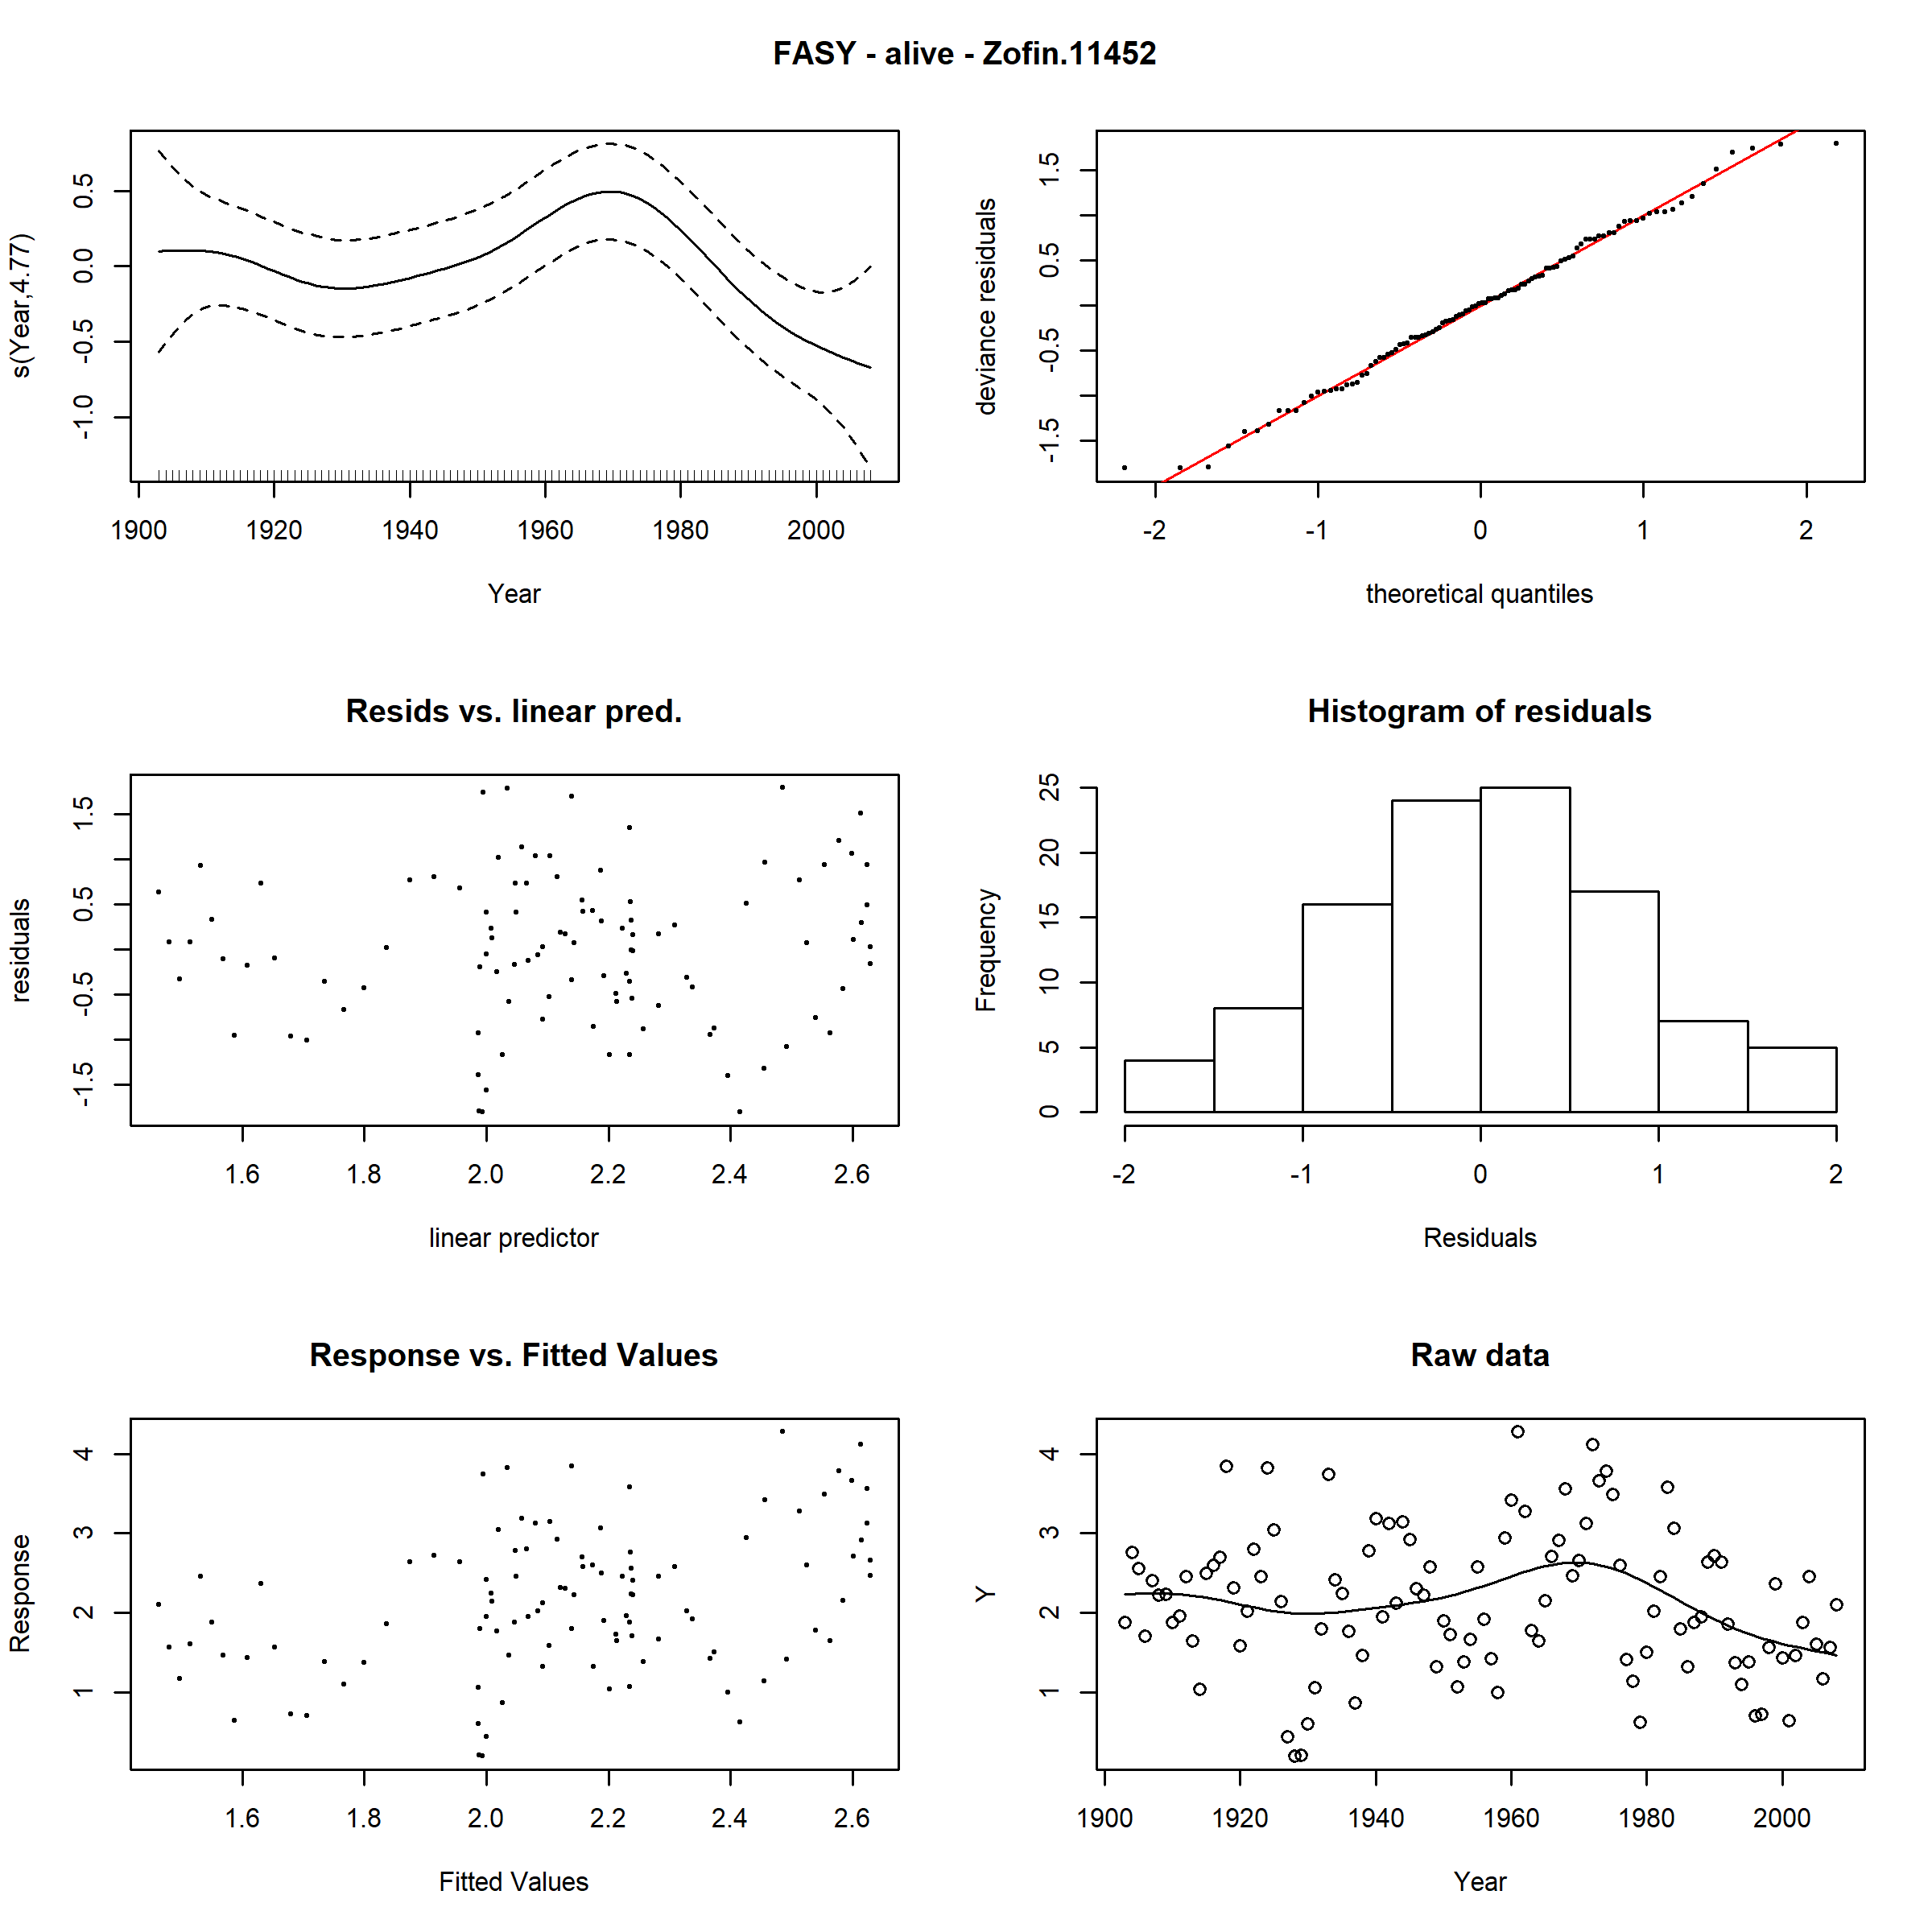 FASY - alive - Zofin.11452
s(Year,4.77)
0.5
0.0
-0.5
-1.0
1900 1920 1940 1960 1980 2000
Year
deviance residuals
1.5
0.5
-0.5
-1.5
-2 -1 0 1 2
theoretical quantiles
Resids vs. linear pred.
residuals
1.5
0.5
-0.5
-1.5
1.6 1.8 2.0 2.2 2.4 2.6
linear predictor
Histogram of residuals
Frequency
25
20
15
10
5
0
-2 -1 0 1 2
Residuals
Response vs. Fitted Values
Response
4
3
2
1
1.6 1.8 2.0 2.2 2.4 2.6
Fitted Values
Raw data
Y
4
3
2
1
1900 1920 1940 1960 1980 2000
Year